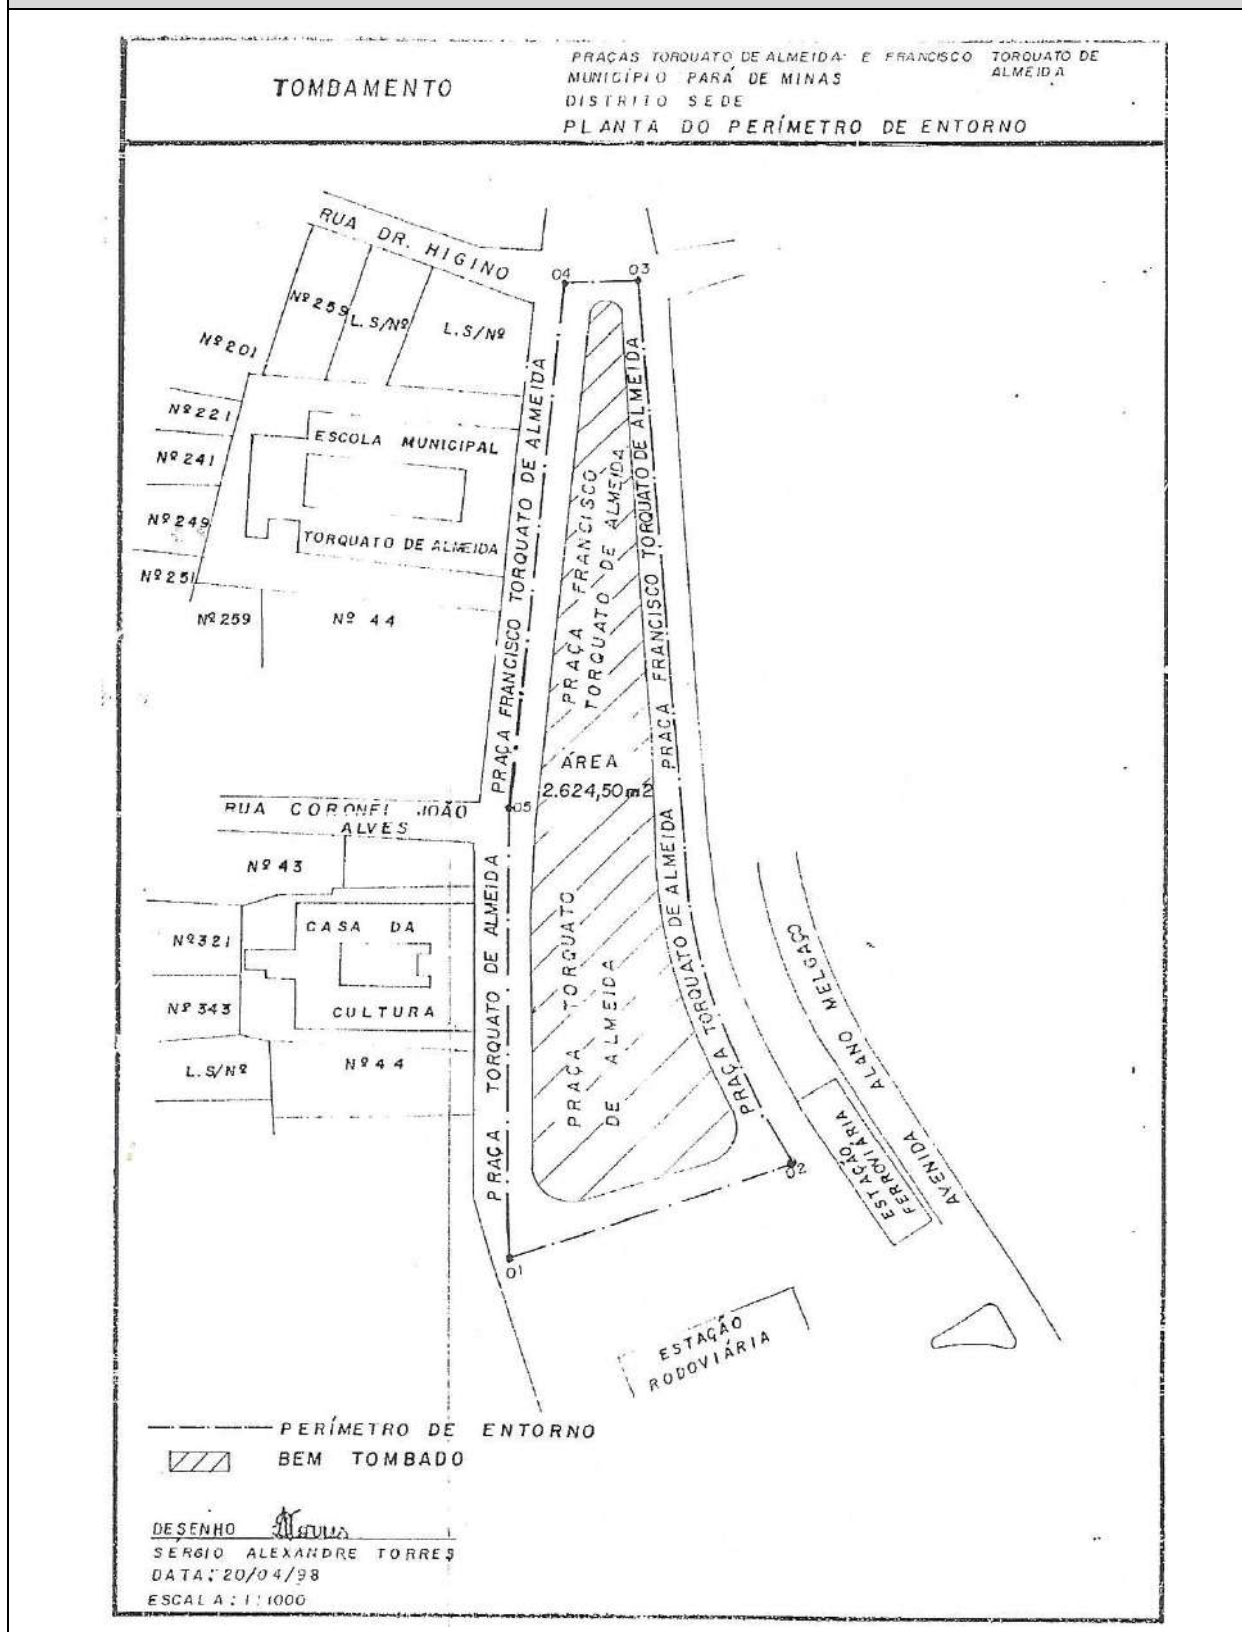 TOMBAMENTO
PRAÇAS TORQUATO DE ALMEIDA E FRANCISCO TORQUATO DE
ALMEIDA
MUNICÍPIO PARÁ DE MINAS
DISTRITO SEDE
PLANTA DO PERÍMETRO DE ENTORNO
RUA DR. HIGINO
04
03
Nº 259
L. S/Nº
L. S/Nº
Nº 201
Nº 221
Nº 241
Nº 249
Nº 251
Nº 259
Nº 44
ESCOLA MUNICIPAL
TORQUATO DE ALMEIDA
PRAÇA FRANCISCO TORQUATO DE ALMEIDA
PRAÇA FRANCISCO
TORQUATO DE ALMEIDA
PRAÇA FRANCISCO TORQUATO DE ALMEIDA
ÁREA
2.624,50m2
05
RUA CORONEL JOÃO
ALVES
Nº 43
Nº 321
Nº 343
L. S/Nº
CASA DA
CULTURA
Nº 44
PRAÇA TORQUATO DE ALMEIDA
PRAÇA TORQUATO
DE ALMEIDA
PRAÇA TORQUATO DE ALMEIDA
AVENIDA ALANO MELGAÇO
ESTAÇÃO
FERROVIÁRIA
02
01
ESTAÇÃO
RODOVIÁRIA
PERÍMETRO DE ENTORNO
BEM TOMBADO
DESENHO
SÉRGIO ALEXANDRE TORRES
DATA: 20/04/98
ESCALA: 1:1000